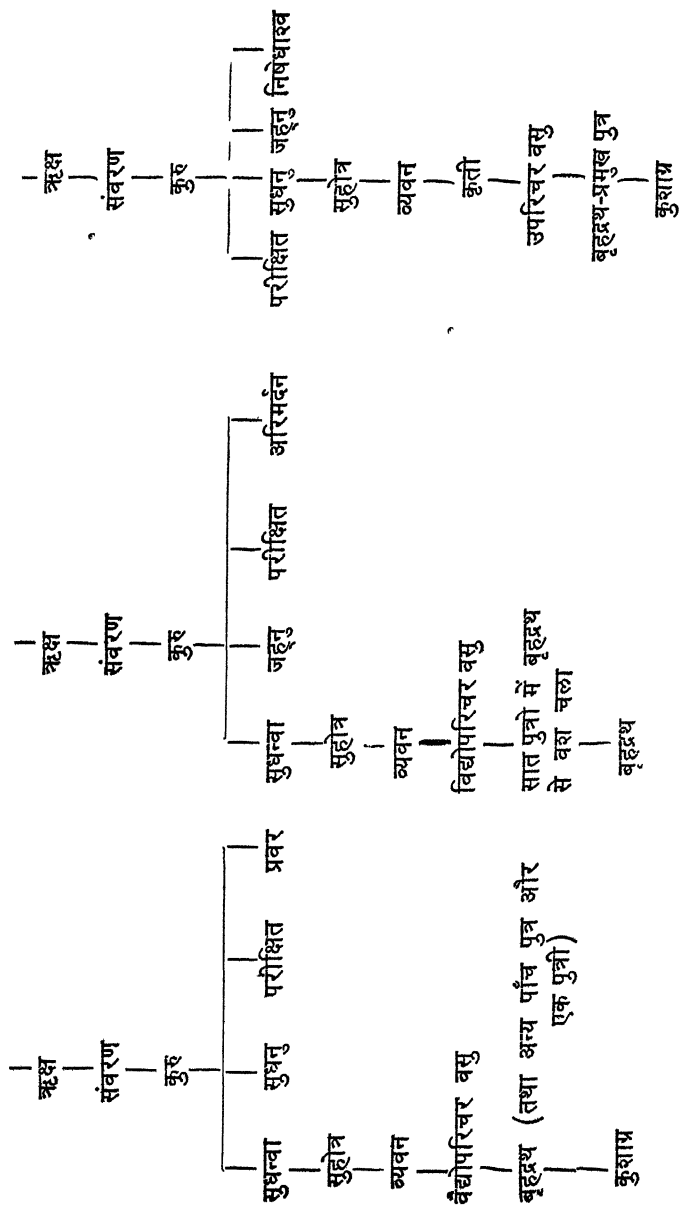 ऋक्ष
संवरण
कुरु
सुधन्वा सुधनु परीक्षित प्रवर
सुहोत्र
व्यवन
वैद्योपरिचर वसु
बृहद्रथ (तथा अन्य पाँच पुत्र और
एक पुत्री)
कुशाग्र
ऋक्ष
संवरण
कुरु
सुधन्वा जह्नु परीक्षित अरिमर्दन
सुहोत्र
व्यवन
विद्योपरिचर वसु
सात पुत्रों में बृहद्रथ
से वश चला
बृहद्रथ
ऋक्ष
संवरण
कुरु
परीक्षित सुधनु जह्नु निषेधाश्व
सुहोत्र
व्यवन
कृती
उपरिचर वसु
बृहद्रथ-प्रमुख पुत्र
कुशाग्र